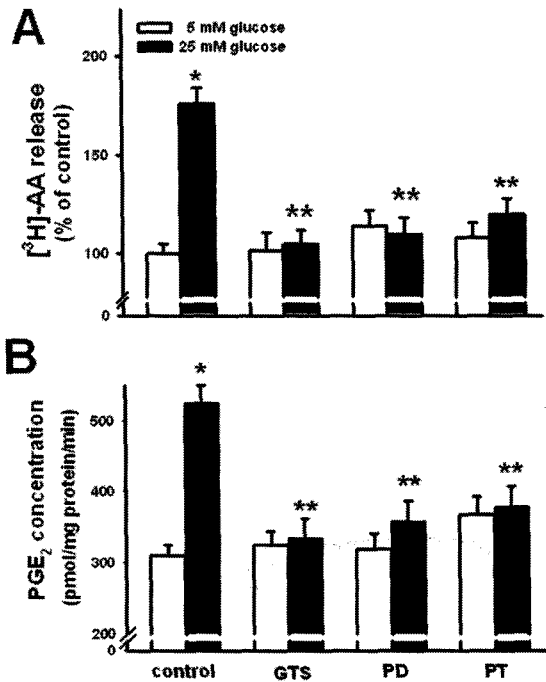 A
5 mM glucose
25 mM glucose
[³H]-AA release
(% of control)
200
150
100
0
*
**
**
**
B
PGE₂ concentration
(pmol/mg protein/min)
500
400
300
200
0
*
**
**
**
control GTS PD PT